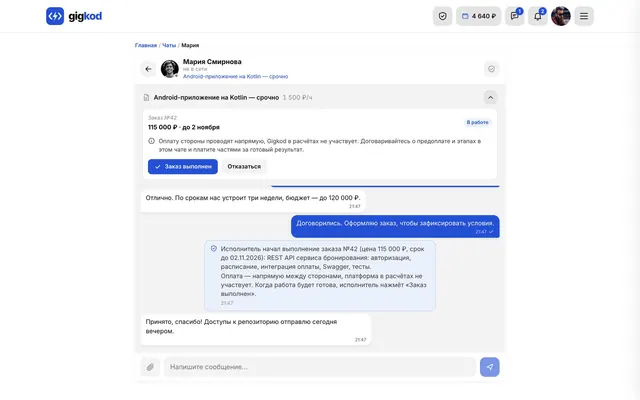 gigkod
4 640 ₽
1
2
Главная / Чаты / Мария
Мария Смирнова
не в сети
Android-приложение на Kotlin — срочно
Android-приложение на Kotlin — срочно 1 500 ₽/ч
Заказ №42
115 000 ₽ · до 2 ноября
В работе
Оплату стороны проводят напрямую, Gigkod в расчётах не участвует. Договаривайтесь о предоплате и этапах в
этом чате и платите частями за готовый результат.
Заказ выполнен
Отказаться
Отлично. По срокам нас устроит три недели, бюджет — до 120 000 ₽.
21:47
Договорились. Оформляю заказ, чтобы зафиксировать условия.
21:47
Исполнитель начал выполнение заказа №42 (цена 115 000 ₽, срок
до 02.11.2026): REST API сервиса бронирования: авторизация,
расписание, интеграция оплаты, Swagger, тесты.
Оплата — напрямую между сторонами, платформа в расчётах не
участвует. Когда работа будет готова, исполнитель нажмёт «Заказ
выполнен».
21:47
Принято, спасибо! Доступы к репозиторию отправлю сегодня
вечером.
21:47
Напишите сообщение...